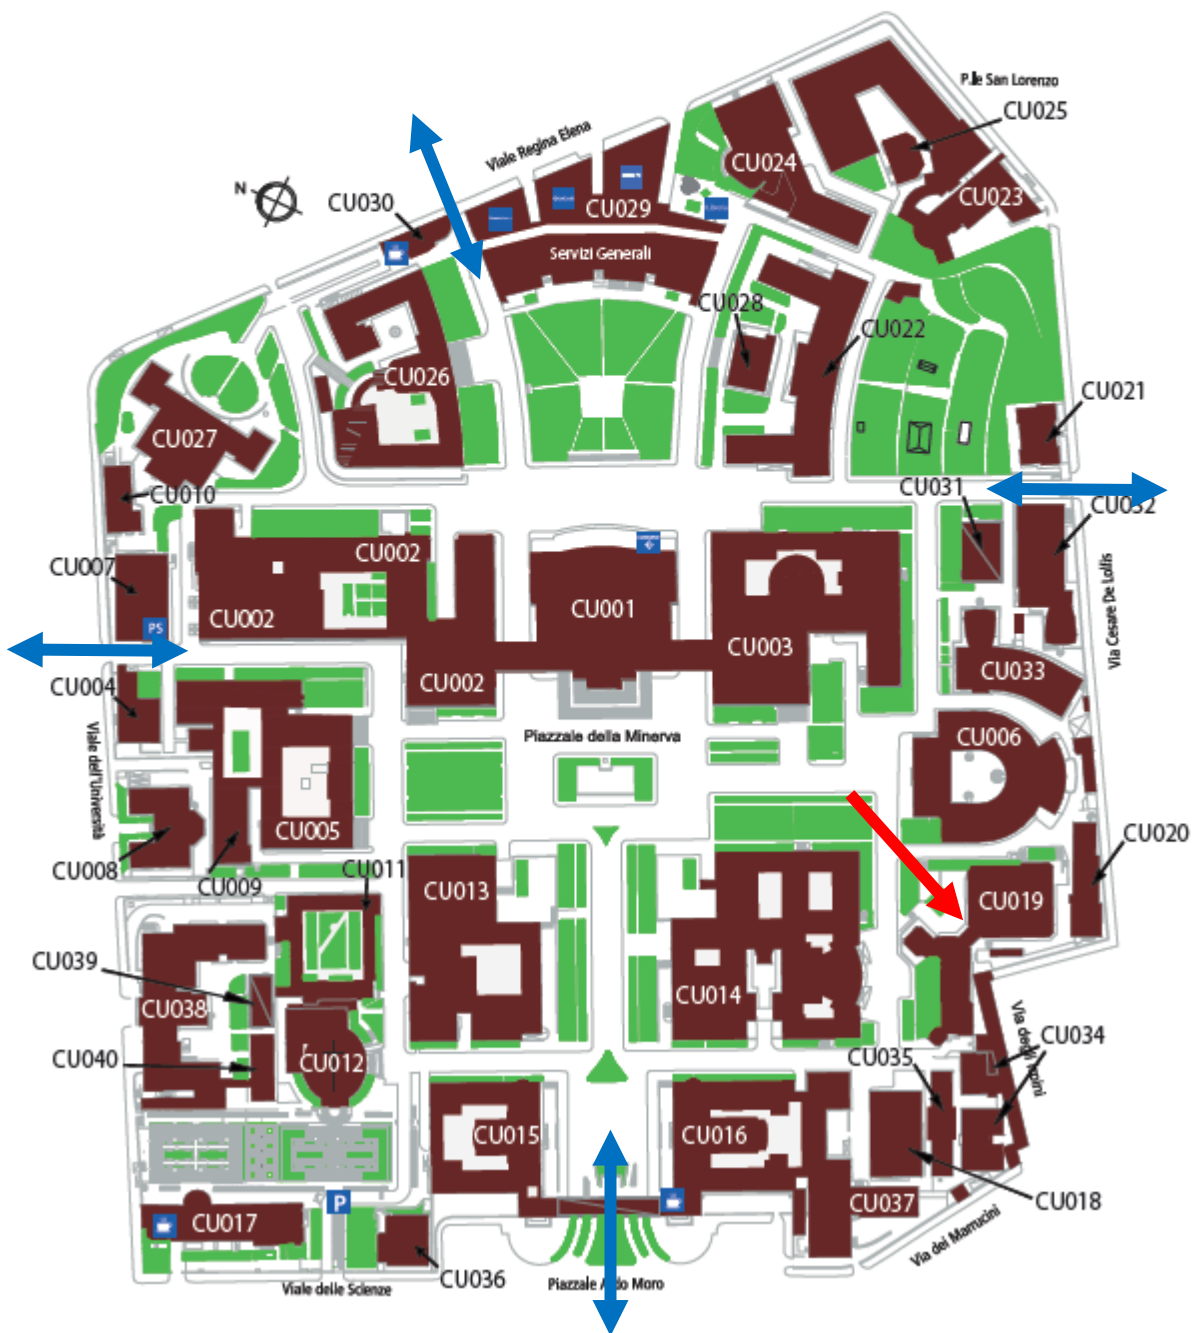 P.le San Lorenzo
CU025
Viale Regina Elena
CU024
N
CU030
CU029
CU023
Servizi Generali
CU028
CU022
CU026
CU021
CU027
CU010
CU031
CU032
CU002
CU007
CU001
CU002
PS
CU003
Via Cesare De Lollis
CU033
CU004
CU002
Piazzale della Minerva
CU006
Viale dell'Università
CU005
CU020
CU008
CU009
CU011
CU013
CU019
CU039
CU014
CU038
CU034
CU040
CU012
CU035
CU015
CU016
P
CU018
CU017
CU037
Via dei Marrucini
CU036
Viale delle Scienze
Piazzale Aldo Moro